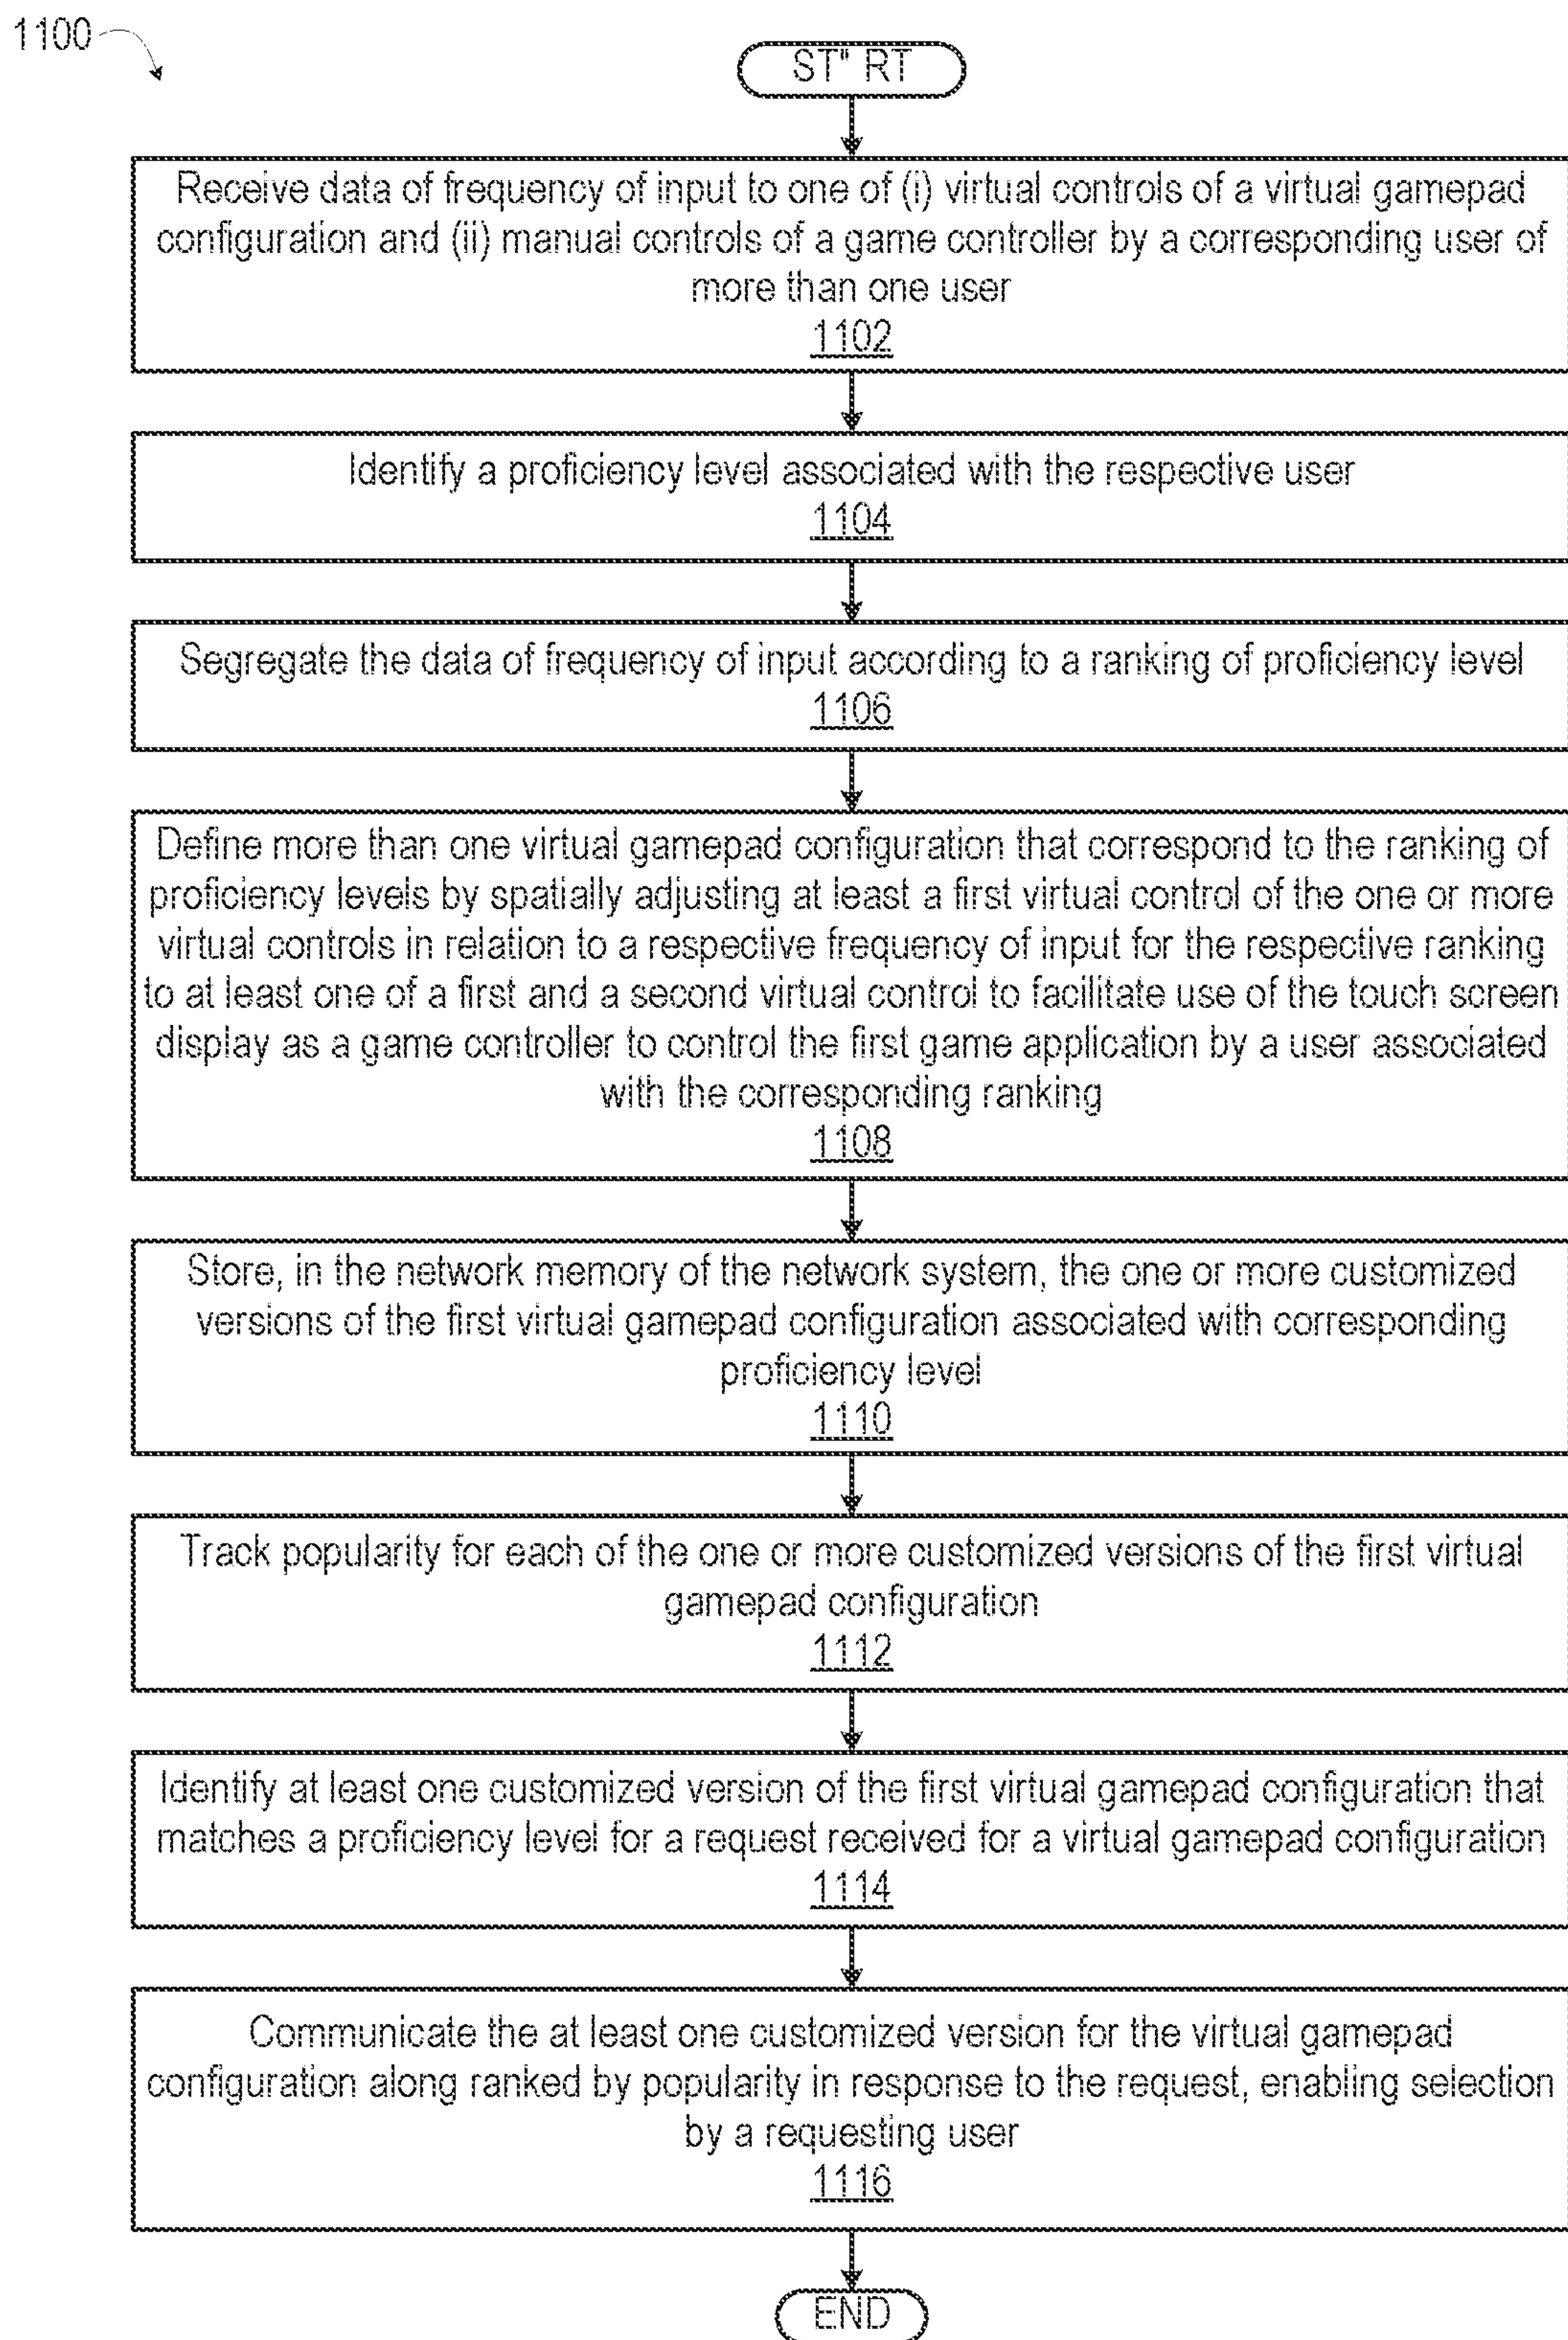 1100
ST" RT
Receive data of frequency of input to one of (i) virtual controls of a virtual gamepad
configuration and (ii) manual controls of a game controller by a corresponding user of
more than one user
1102
Identify a proficiency level associated with the respective user
1104
Segregate the data of frequency of input according to a ranking of proficiency level
1106
Define more than one virtual gamepad configuration that correspond to the ranking of
proficiency levels by spatially adjusting at least a first virtual control of the one or more
virtual controls in relation to a respective frequency of input for the respective ranking
to at least one of a first and a second virtual control to facilitate use of the touch screen
display as a game controller to control the first game application by a user associated
with the corresponding ranking
1108
Store, in the network memory of the network system, the one or more customized
versions of the first virtual gamepad configuration associated with corresponding
proficiency level
1110
Track popularity for each of the one or more customized versions of the first virtual
gamepad configuration
1112
Identify at least one customized version of the first virtual gamepad configuration that
matches a proficiency level for a request received for a virtual gamepad configuration
1114
Communicate the at least one customized version for the virtual gamepad
configuration along ranked by popularity in response to the request, enabling selection
by a requesting user
1116
END